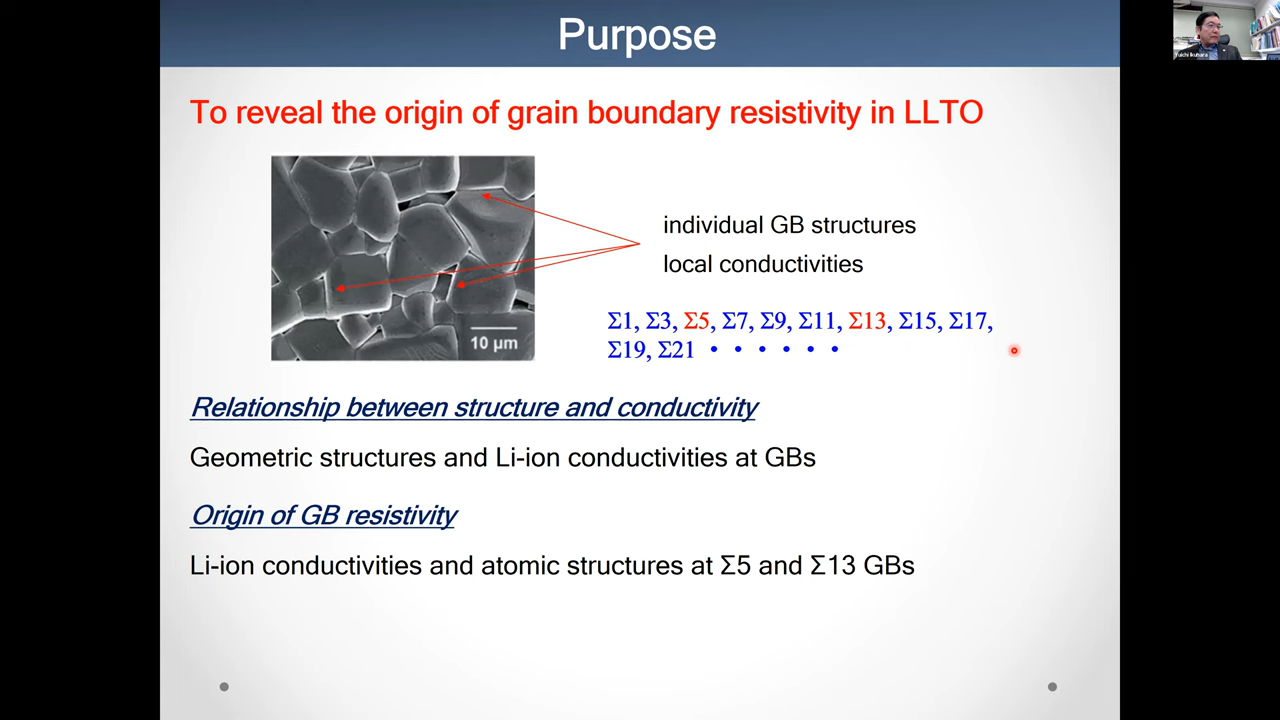 Purpose
Yuichi Ikuhara
To reveal the origin of grain boundary resistivity in LLTO
individual GB structures
local conductivities
10 μm
Σ1, Σ3, Σ5, Σ7, Σ9, Σ11, Σ13, Σ15, Σ17,
Σ19, Σ21 • • • • • •
Relationship between structure and conductivity
Geometric structures and Li-ion conductivities at GBs
Origin of GB resistivity
Li-ion conductivities and atomic structures at Σ5 and Σ13 GBs